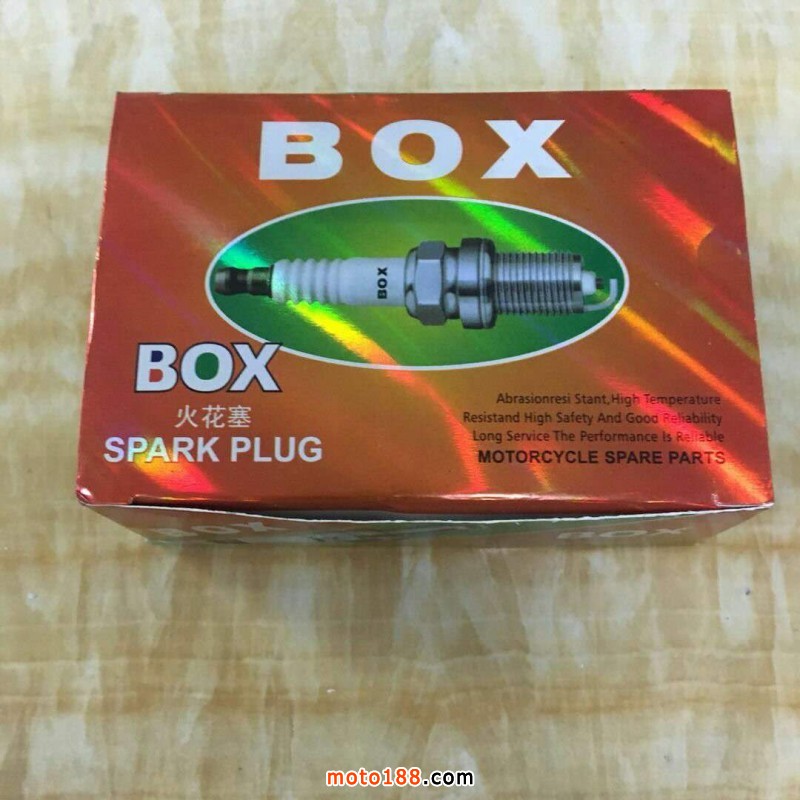 BOX
BOX
BOX
火花塞
SPARK PLUG
Abrasionresi Stant,High Temperature
Resistand High Safety And Good Reliability
Long Service The Performance Is Reliable
MOTORCYCLE SPARE PARTS
BOX
BOX
moto188.com